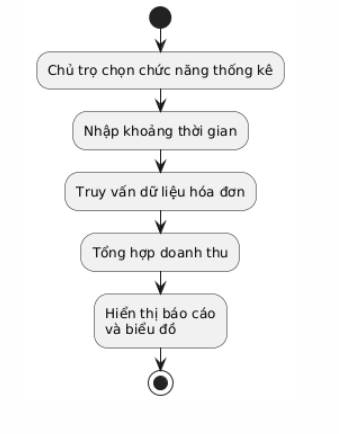 Chủ trọ chọn chức năng thống kê
Nhập khoảng thời gian
Truy vấn dữ liệu hóa đơn
Tổng hợp doanh thu
Hiển thị báo cáo
và biểu đồ